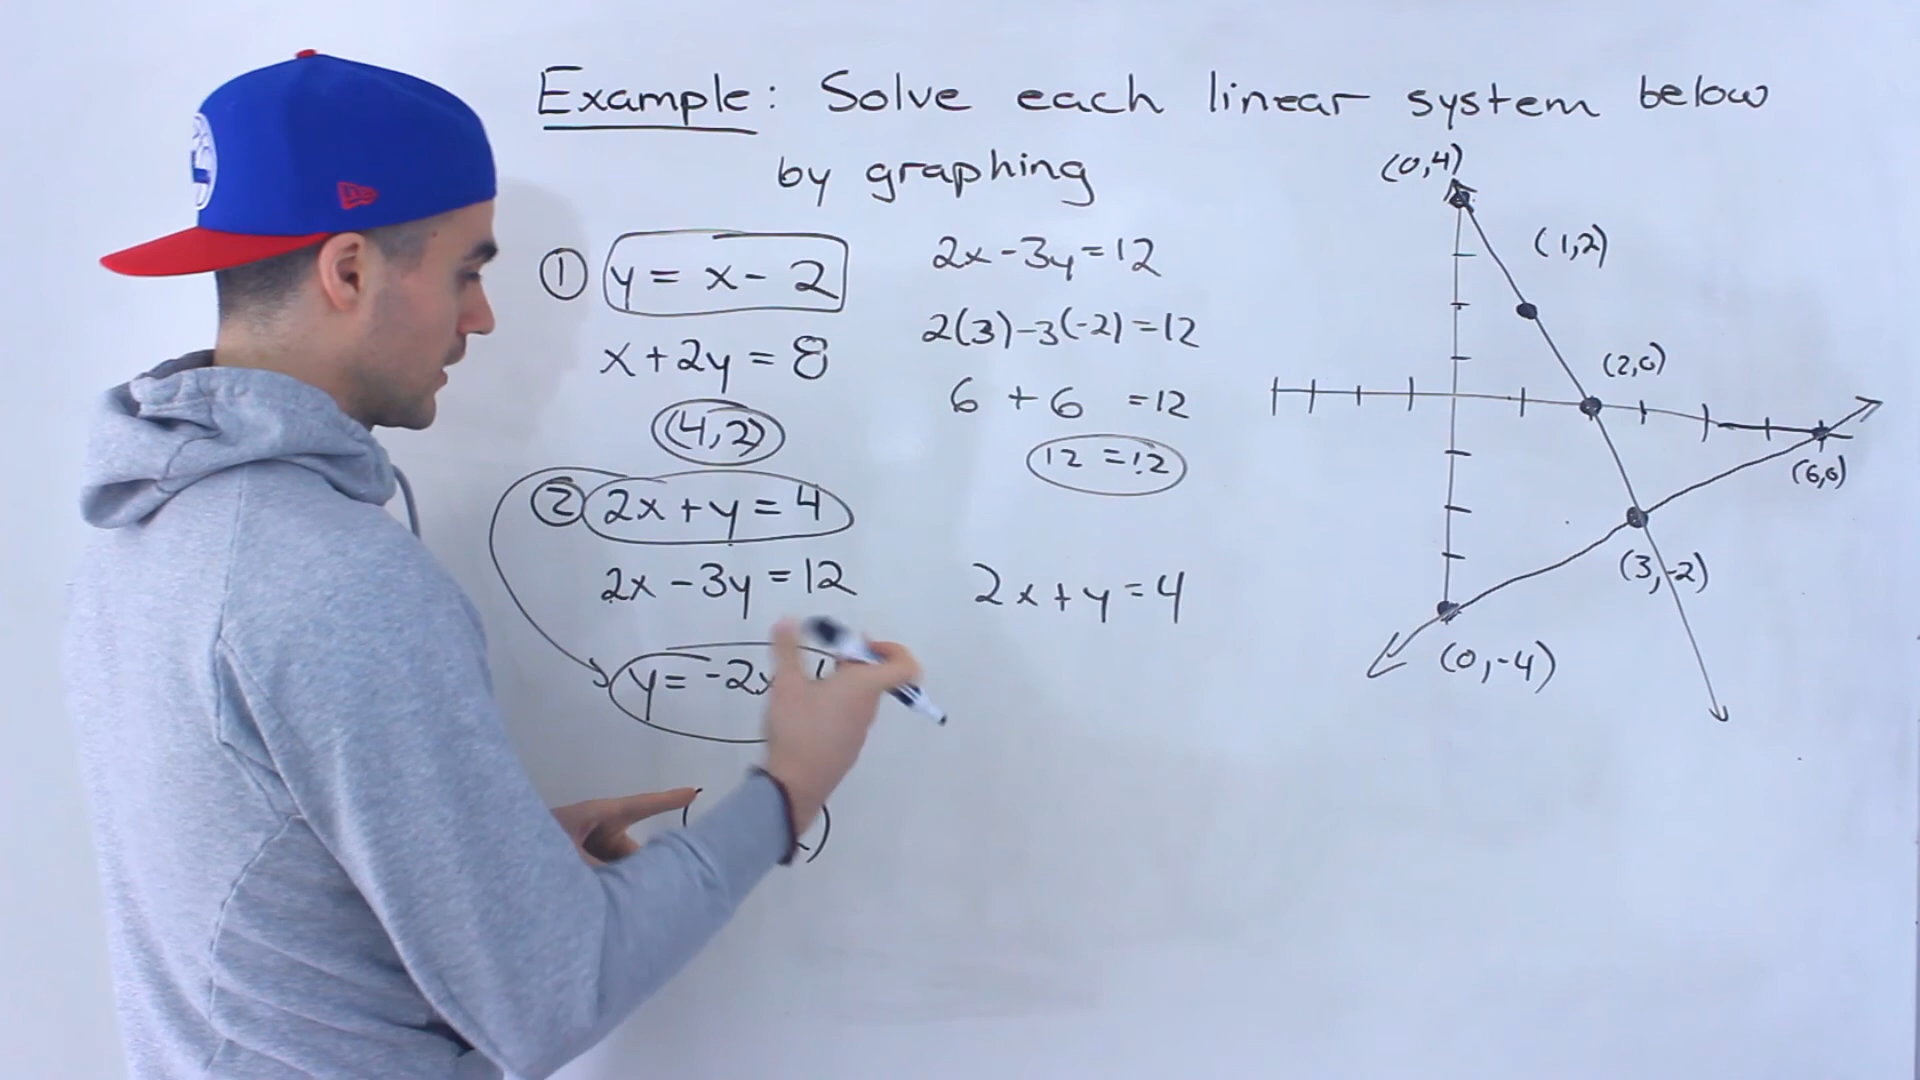 Example: Solve each linear system below
by graphing
① y = x - 2
x + 2y = 8
(4,2)
② 2x + y = 4
2x - 3y = 12
y = -2x
2x - 3y = 12
2(3) - 3(-2) = 12
6 + 6 = 12
12 = 12
2x + y = 4
(0,4)
(1,2)
(2,0)
(6,0)
(3,-2)
(0,-4)